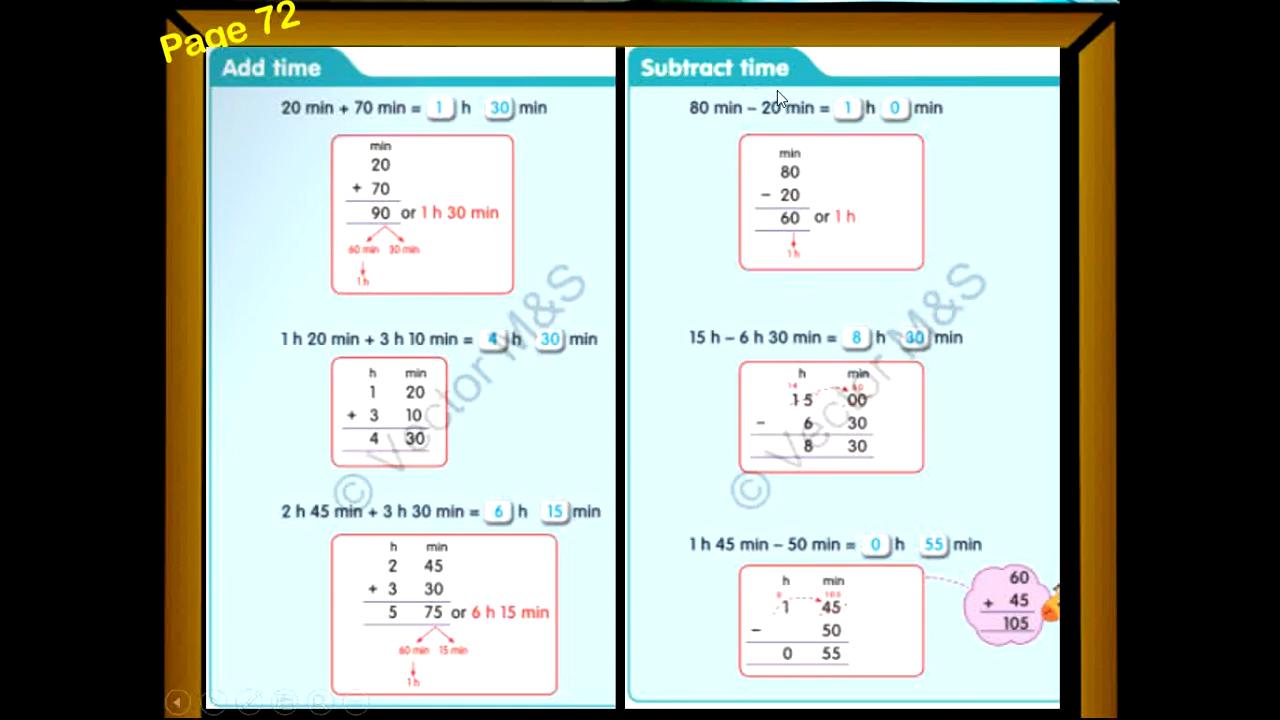 Page 72
Add time
20 min + 70 min = 1 h 30 min
min
20
+ 70
90 or 1 h 30 min
60 min 30 min
1 h
1 h 20 min + 3 h 10 min = 4 h 30 min
h min
1 20
+ 3 10
4 30
2 h 45 min + 3 h 30 min = 6 h 15 min
h min
2 45
+ 3 30
5 75 or 6 h 15 min
60 min 15 min
1 h
© Vector M&S
Subtract time
80 min – 20 min = 1 h 0 min
min
80
– 20
60 or 1 h
1 h
15 h – 6 h 30 min = 8 h 30 min
h min
14 60
15 00
– 6 30
8 30
1 h 45 min – 50 min = 0 h 55 min
h min
0 105
1 45
– 50
0 55
60
+ 45
105
© Vector M&S